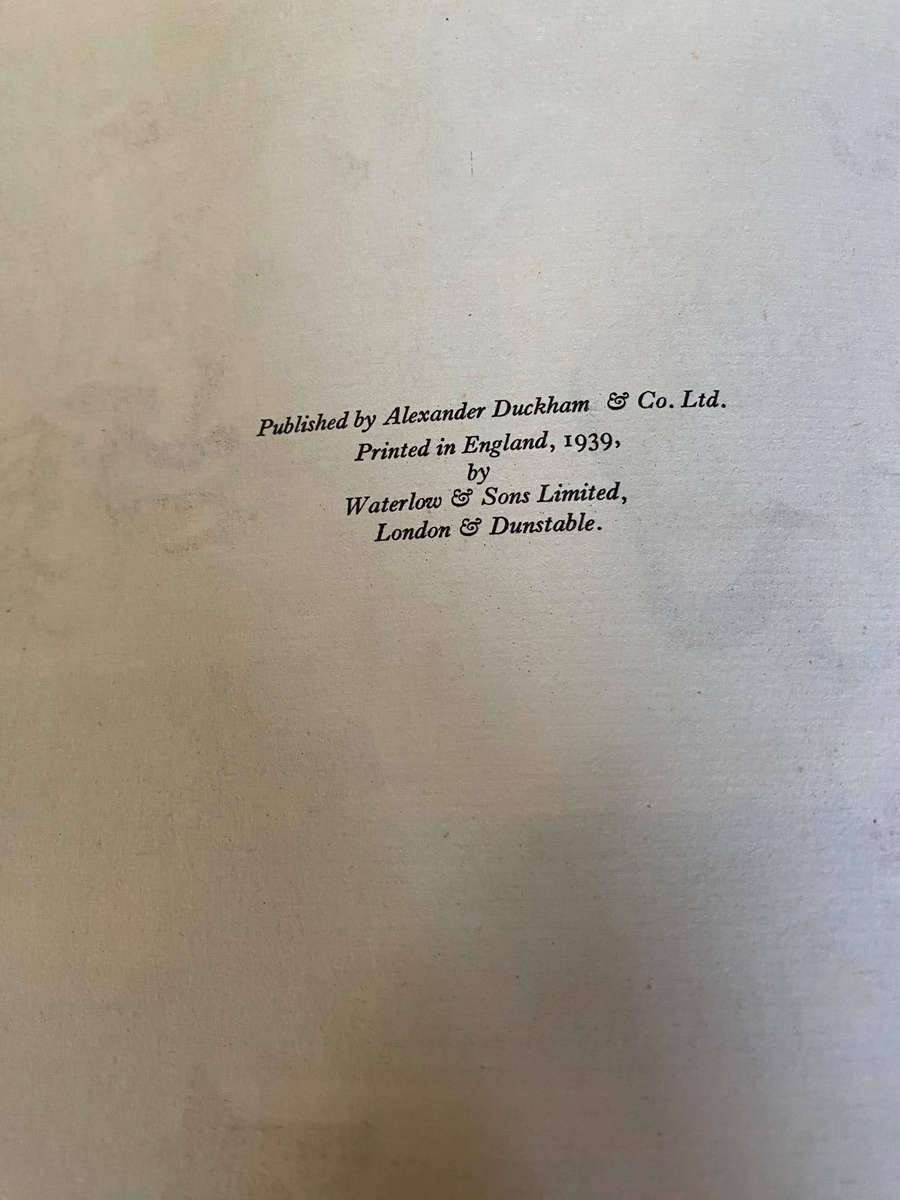 Published by Alexander Duckham & Co. Ltd.
Printed in England, 1939,
by
Waterlow & Sons Limited,
London & Dunstable.